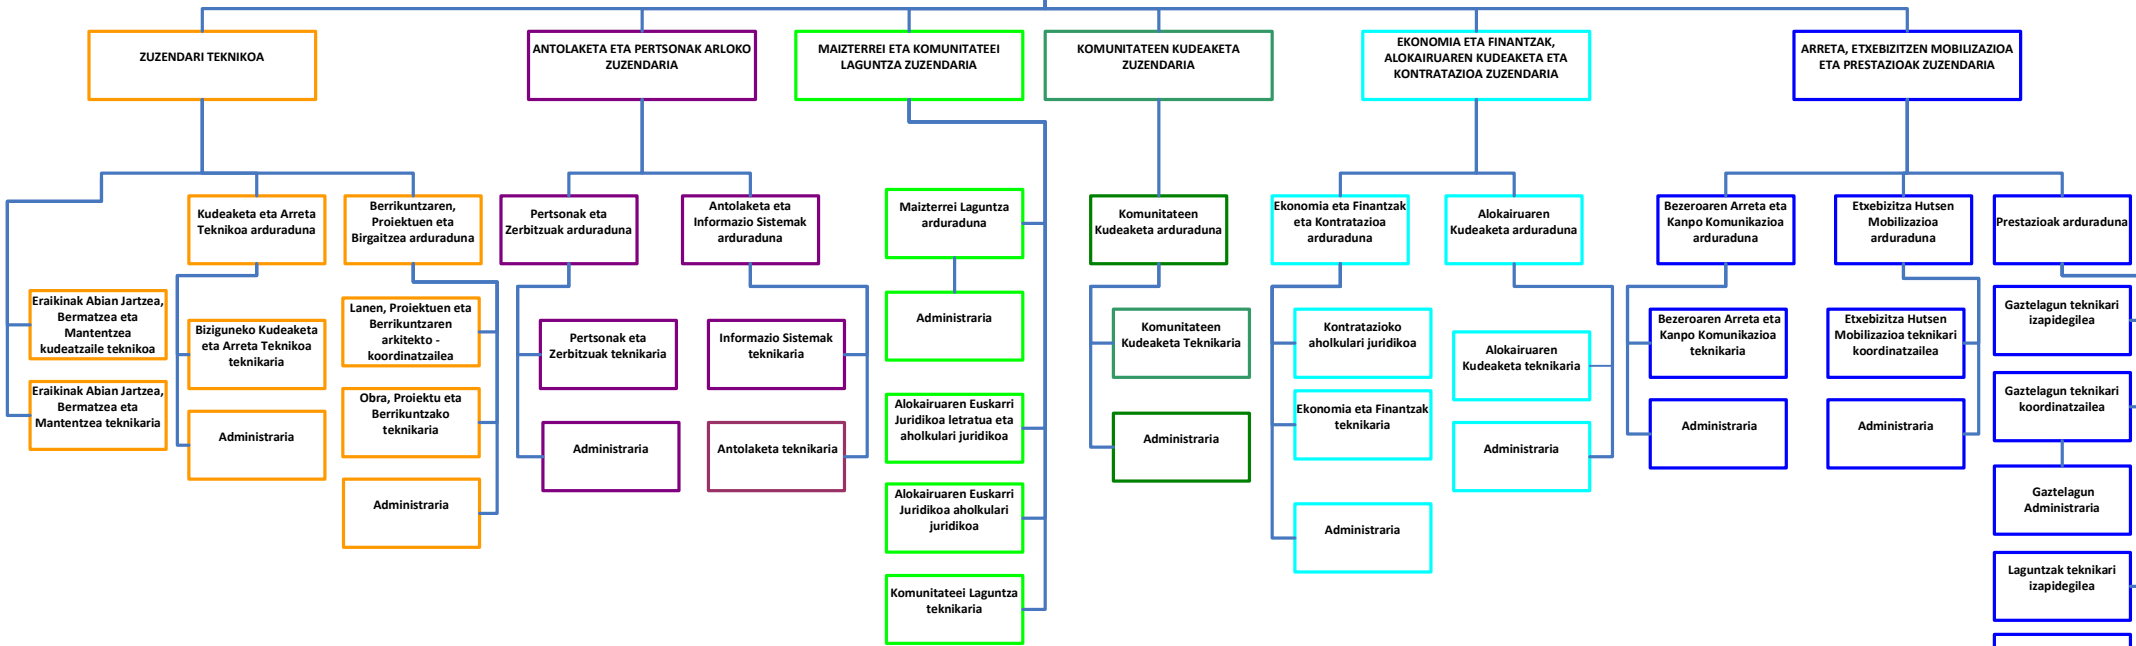 ZUZENDARI TEKNIKOA
ANTOLAKETA ETA PERTSONAK ARLOKO
ZUZENDARIA
MAIZTERREI ETA KOMUNITATEEI
LAGUNTZA ZUZENDARIA
KOMUNITATEEN KUDEAKETA
ZUZENDARIA
EKONOMIA ETA FINANTZAK,
ALOKAIRUAREN KUDEAKETA ETA
KONTRATAZIOA ZUZENDARIA
ARRETA, ETXEBIZITZEN MOBILIZAZIOA
ETA PRESTAZIOAK ZUZENDARIA
Kudeaketa eta Arreta
Teknikoa arduraduna
Berrikuntzaren,
Proiektuen eta
Birgaitzea arduraduna
Pertsonak eta
Zerbitzuak arduraduna
Antolaketa eta
Informazio Sistemak
arduraduna
Maizterrei Laguntza
arduraduna
Komunitateen
Kudeaketa arduraduna
Ekonomia eta Finantzak
eta Kontratazioa
arduraduna
Alokairuaren
Kudeaketa arduraduna
Bezeroaren Arreta eta
Kanpo Komunikazioa
arduraduna
Etxebizitza Hutsen
Mobilizazioa
arduraduna
Prestazioak arduraduna
Eraikinak Abian Jartzea,
Bermatzea eta
Mantentzea
kudeatzaile teknikoa
Eraikinak Abian Jartzea,
Bermatzea eta
Mantentzea teknikaria
Biziguneko Kudeaketa
eta Arreta Teknikoa
teknikaria
Administraria
Lanen, Proiektuen eta
Berrikuntzaren
arkitekto -
koordinatzailea
Obra, Proiektu eta
Berrikuntzako
teknikaria
Administraria
Pertsonak eta
Zerbitzuak teknikaria
Administraria
Informazio Sistemak
teknikaria
Antolaketa teknikaria
Administraria
Alokairuaren Euskarri
Juridikoa letratua eta
aholkulari juridikoa
Alokairuaren Euskarri
Juridikoa aholkulari
juridikoa
Komunitateei Laguntza
teknikaria
Komunitateen
Kudeaketa Teknikaria
Administraria
Kontratazioko
aholkulari juridikoa
Ekonomia eta Finantzak
teknikaria
Administraria
Alokairuaren
Kudeaketa teknikaria
Administraria
Bezeroaren Arreta eta
Kanpo Komunikazioa
teknikaria
Administraria
Etxebizitza Hutsen
Mobilizazioa teknikari
koordinatzailea
Administraria
Gaztelagun teknikari
izapidegilea
Gaztelagun teknikari
koordinatzailea
Gaztelagun
Administraria
Laguntzak teknikari
izapidegilea